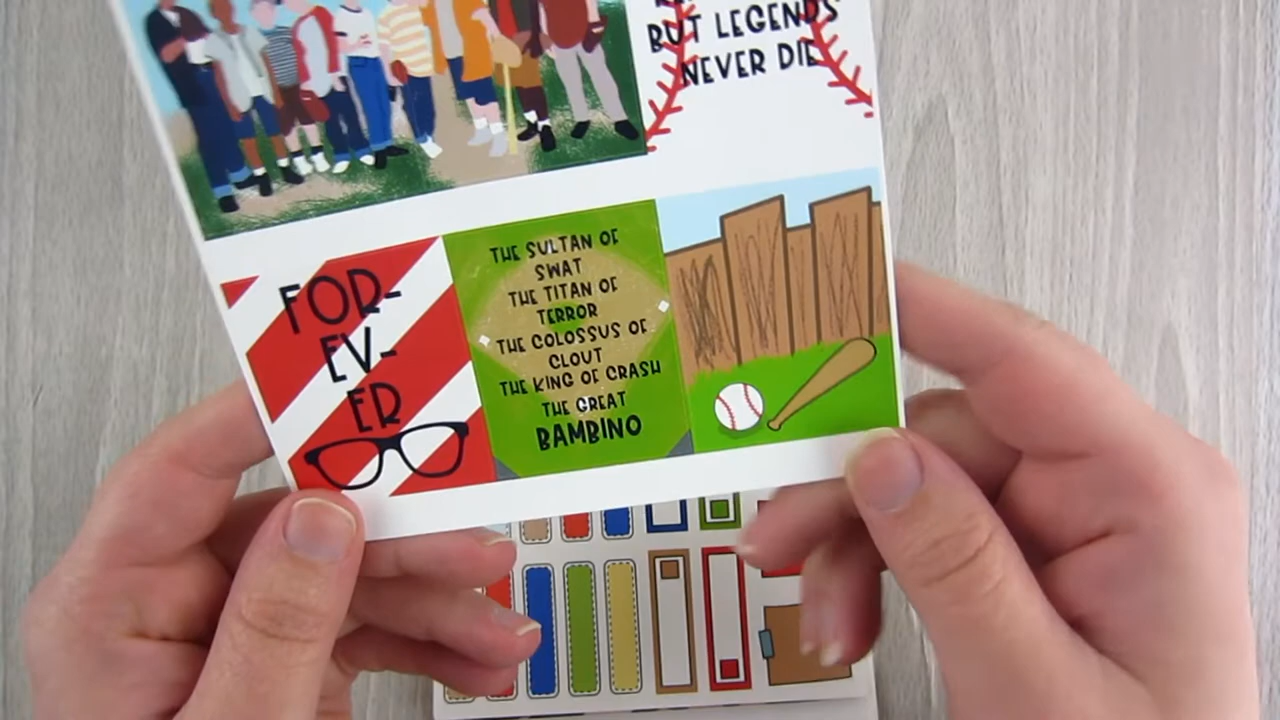 BUT LEGENDS
NEVER DIE
FOR-
EV-
ER
THE SULTAN OF
SWAT
THE TITAN OF
TERROR
THE COLOSSUS OF
CLOUT
THE KING OF CRASH
THE GREAT
BAMBINO